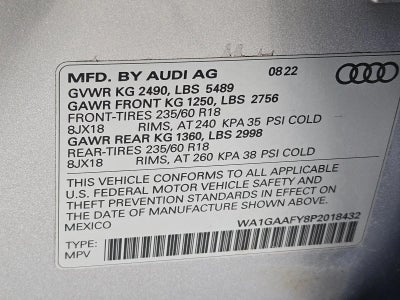 MFD. BY AUDI AG 08.22
GVWR KG 2490, LBS 5489
GAWR FRONT KG 1250, LBS 2756
FRONT-TIRES 235/60 R18
8JX18 RIMS, AT 240 KPA 35 PSI COLD
GAWR REAR KG 1360, LBS 2998
REAR-TIRES 235/60 R18
8JX18 RIMS, AT 260 KPA 38 PSI COLD
THIS VEHICLE CONFORMS TO ALL APPLICABLE
U.S. FEDERAL MOTOR VEHICLE SAFETY AND
THEFT PREVENTION STANDARDS IN EFFECT ON
THE DATE OF MANUFACTURE SHOWN ABOVE.
MEXICO WA1GAAFY8P2018432
TYPE:
MPV